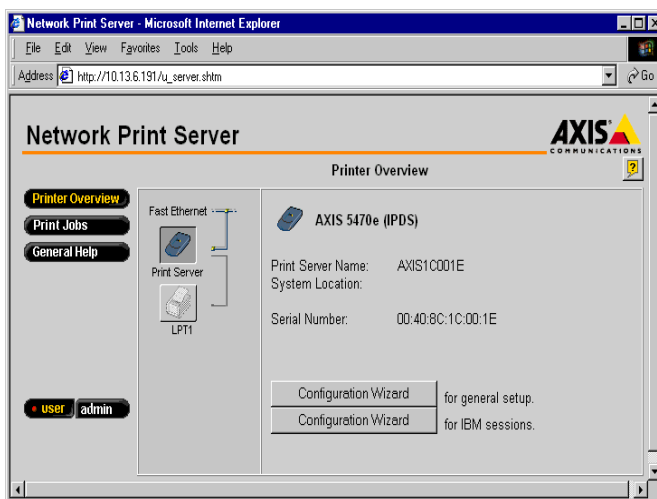 Network Print Server - Microsoft Internet Explorer
File Edit View Favorites Tools Help
Address http://10.13.6.191/u_server.shtm Go
Network Print Server
AXIS
COMMUNICATIONS
Printer Overview
?
Printer Overview
Print Jobs
General Help
user admin
Fast Ethernet
Print Server
LPT1
AXIS 5470e (IPDS)
Print Server Name: AXIS1C001E
System Location:
Serial Number: 00:40:8C:1C:00:1E
Configuration Wizard for general setup.
Configuration Wizard for IBM sessions.